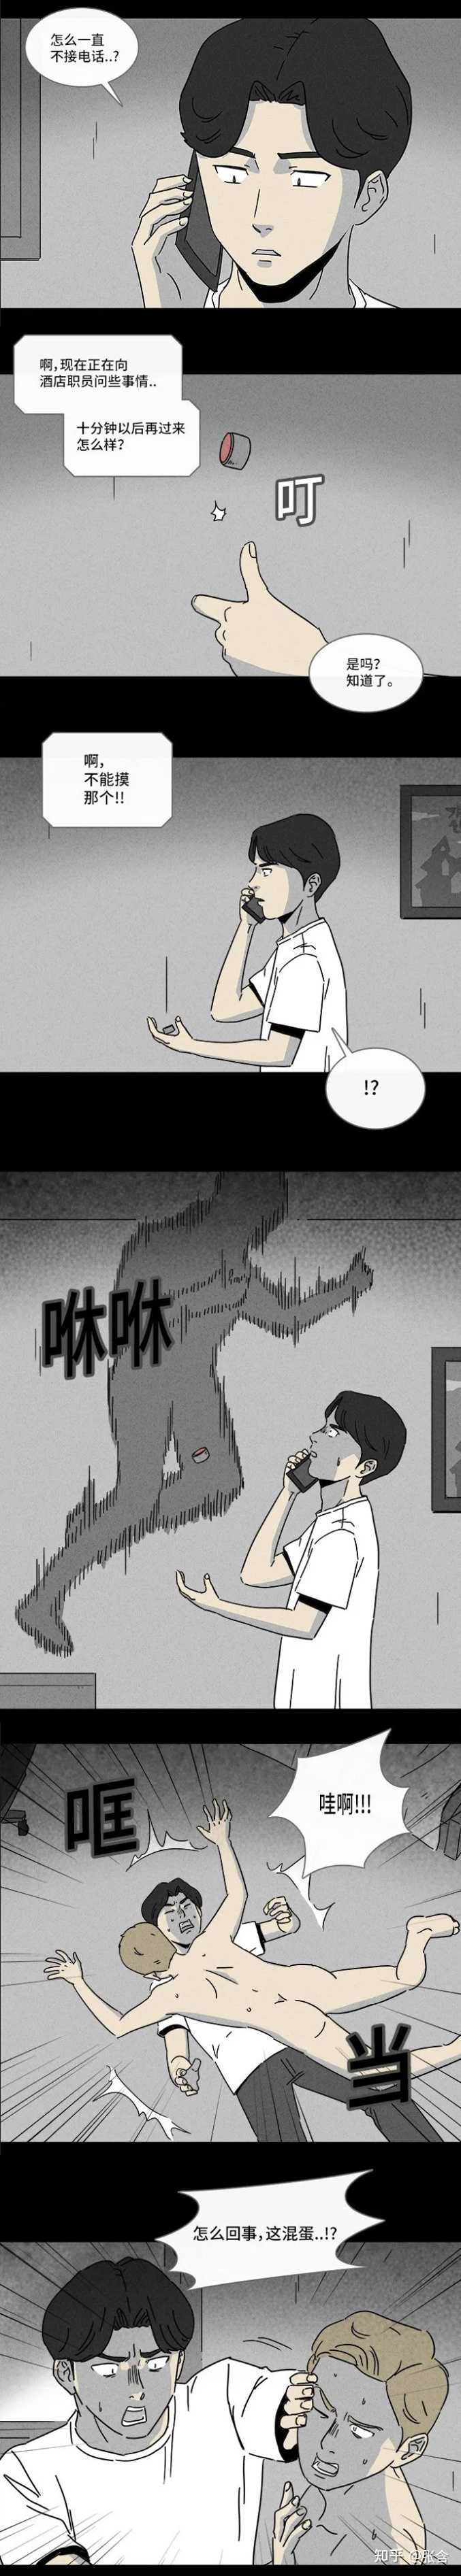 怎么一直
不接电话..?
啊,现在正在向
酒店职员问些事情..
十分钟以后再过来
怎么样?
叮
是吗?
知道了。
啊,
不能摸
那个!!
!?
咻咻
哇啊!!!
哐
当
怎么回事,这混蛋..!?
知乎 @张含